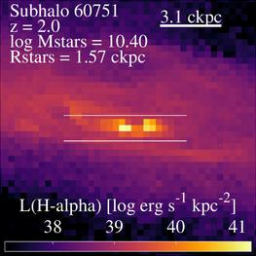 Subhalo 60751
3.1 ckpc
z = 2.0
log Mstars = 10.40
Rstars = 1.57 ckpc
L(H-alpha) [log erg s⁻¹ kpc⁻²]
38 39 40 41